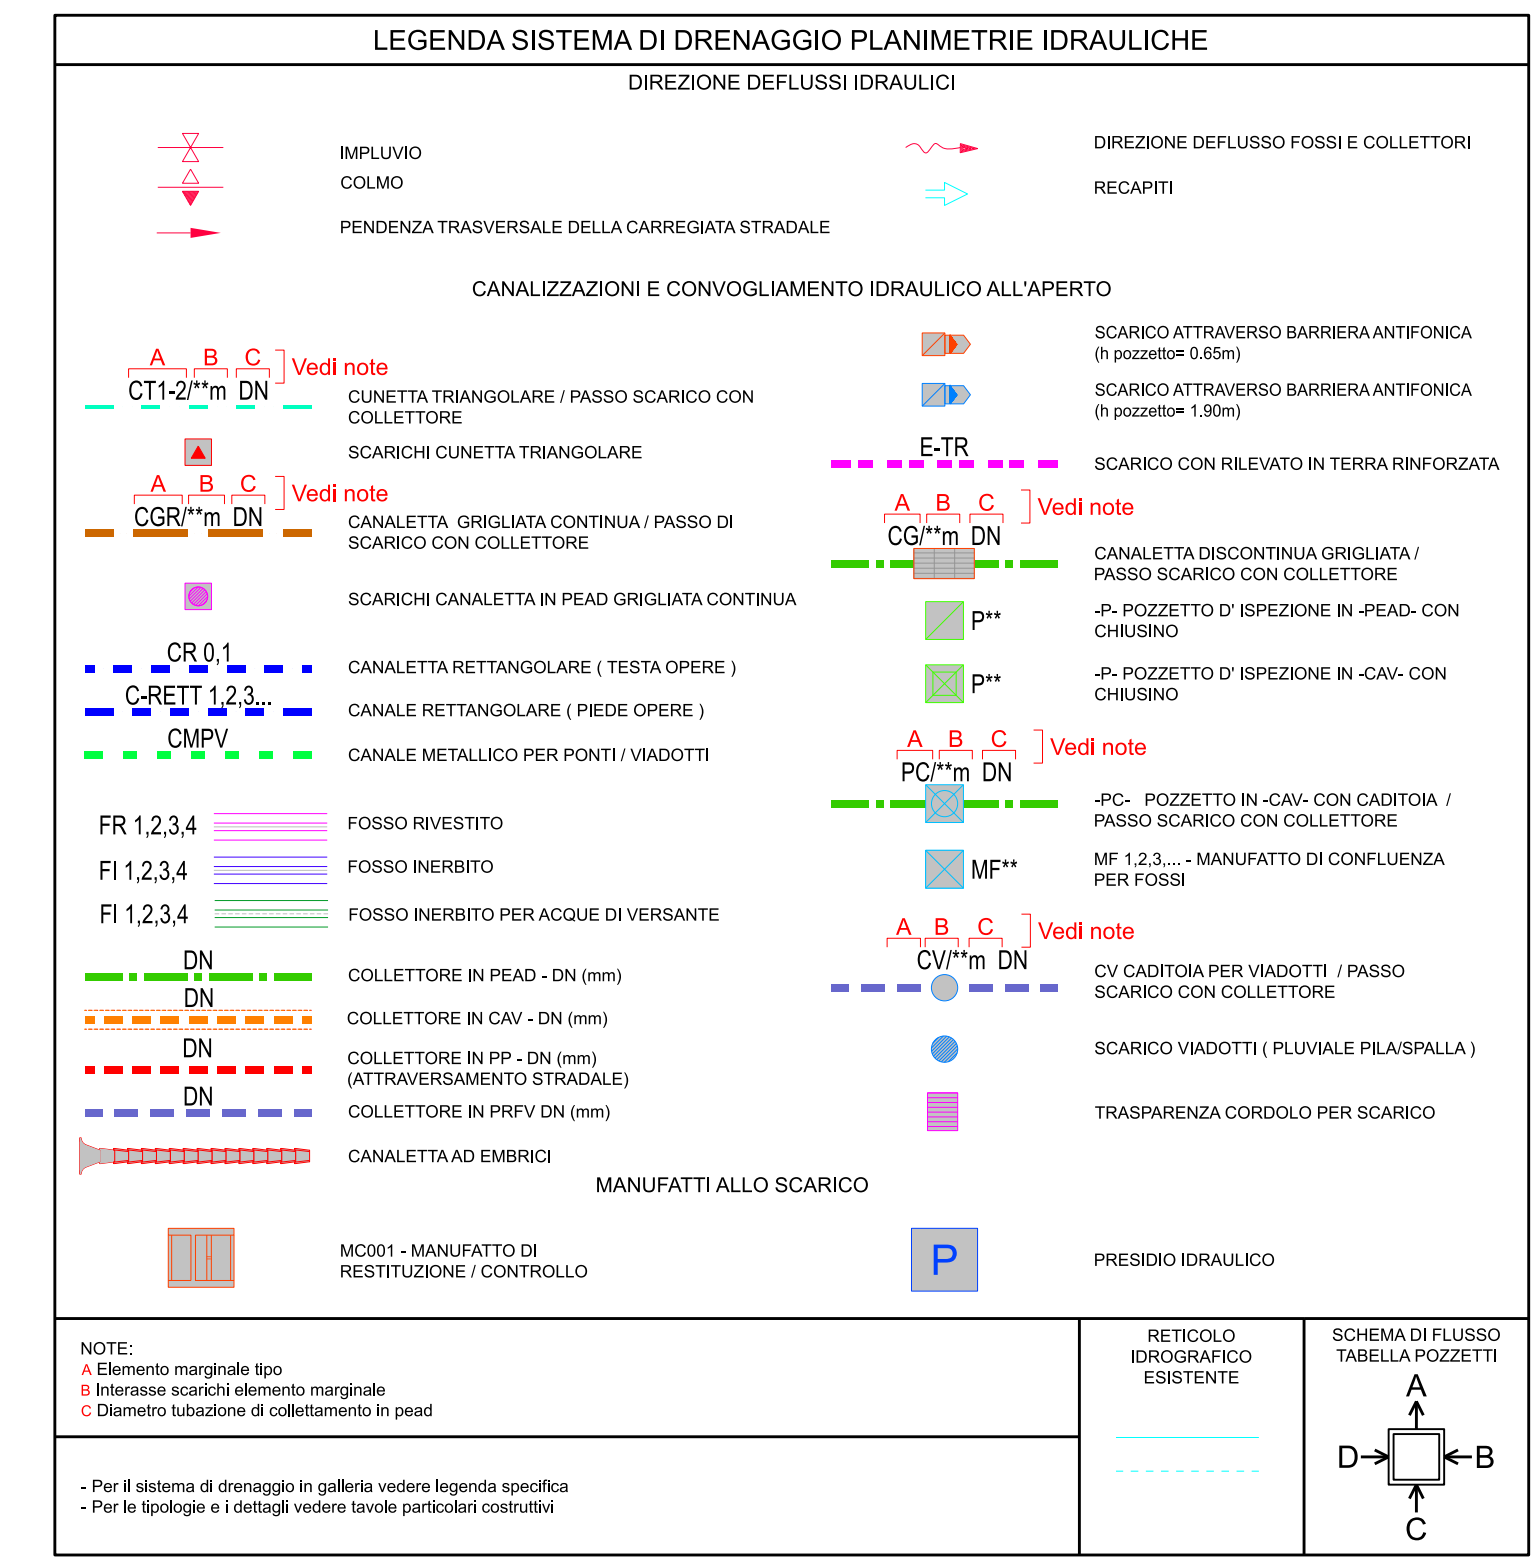 LEGENDA SISTEMA DI DRENAGGIO PLANIMETRIE IDRAULICHE
DIREZIONE DEFLUSSI IDRAULICI
IMPLUVIO
COLMO
PENDENZA TRASVERSALE DELLA CARREGIATA STRADALE
DIREZIONE DEFLUSSO FOSSI E COLLETTORI
RECAPITI
CANALIZZAZIONI E CONVOGLIAMENTO IDRAULICO ALL'APERTO
A B C
Vedi note
CT1-2/**m DN
CUNETTA TRIANGOLARE / PASSO SCARICO CON
COLLETTORE
SCARICHI CUNETTA TRIANGOLARE
A B C
Vedi note
CGR/**m DN
CANALETTA GRIGLIATA CONTINUA / PASSO DI
SCARICO CON COLLETTORE
SCARICHI CANALETTA IN PEAD GRIGLIATA CONTINUA
CR 0,1
CANALETTA RETTANGOLARE ( TESTA OPERE )
C-RETT 1,2,3...
CANALE RETTANGOLARE ( PIEDE OPERE )
CMPV
CANALE METALLICO PER PONTI / VIADOTTI
FR 1,2,3,4
FOSSO RIVESTITO
FI 1,2,3,4
FOSSO INERBITO
FI 1,2,3,4
FOSSO INERBITO PER ACQUE DI VERSANTE
DN
COLLETTORE IN PEAD - DN (mm)
DN
COLLETTORE IN CAV - DN (mm)
DN
COLLETTORE IN PP - DN (mm)
(ATTRAVERSAMENTO STRADALE)
DN
COLLETTORE IN PRFV DN (mm)
CANALETTA AD EMBRICI
SCARICO ATTRAVERSO BARRIERA ANTIFONICA
(h pozzetto= 0.65m)
SCARICO ATTRAVERSO BARRIERA ANTIFONICA
(h pozzetto= 1.90m)
E-TR
SCARICO CON RILEVATO IN TERRA RINFORZATA
A B C
Vedi note
CG/**m DN
CANALETTA DISCONTINUA GRIGLIATA /
PASSO SCARICO CON COLLETTORE
P**
-P- POZZETTO D' ISPEZIONE IN -PEAD- CON
CHIUSINO
P**
-P- POZZETTO D' ISPEZIONE IN -CAV- CON
CHIUSINO
A B C
Vedi note
PC/**m DN
-PC- POZZETTO IN -CAV- CON CADITOIA /
PASSO SCARICO CON COLLETTORE
MF**
MF 1,2,3,... - MANUFATTO DI CONFLUENZA
PER FOSSI
A B C
Vedi note
CV/**m DN
CV CADITOIA PER VIADOTTI / PASSO
SCARICO CON COLLETTORE
SCARICO VIADOTTI ( PLUVIALE PILA/SPALLA )
TRASPARENZA CORDOLO PER SCARICO
MANUFATTI ALLO SCARICO
MC001 - MANUFATTO DI
RESTITUZIONE / CONTROLLO
P
PRESIDIO IDRAULICO
NOTE:
A Elemento marginale tipo
B Interasse scarichi elemento marginale
C Diametro tubazione di collettamento in pead
- Per il sistema di drenaggio in galleria vedere legenda specifica
- Per le tipologie e i dettagli vedere tavole particolari costruttivi
RETICOLO
IDROGRAFICO
ESISTENTE
SCHEMA DI FLUSSO
TABELLA POZZETTI
A
D B
C